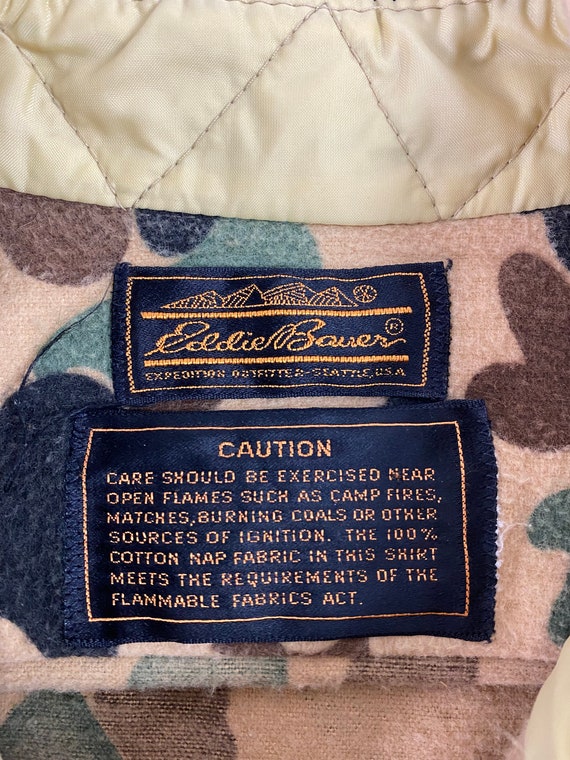 Eddie Bauer®
EXPEDITION OUTFITTER-SEATTLE,U.S.A.
CAUTION
CARE SHOULD BE EXERCISED NEAR
OPEN FLAMES SUCH AS CAMP FIRES,
MATCHES,BURNING COALS OR OTHER
SOURCES OF IGNITION. THE 100%
COTTON NAP FABRIC IN THIS SHIRT
MEETS THE REQUIREMENTS OF THE
FLAMMABLE FABRICS ACT.